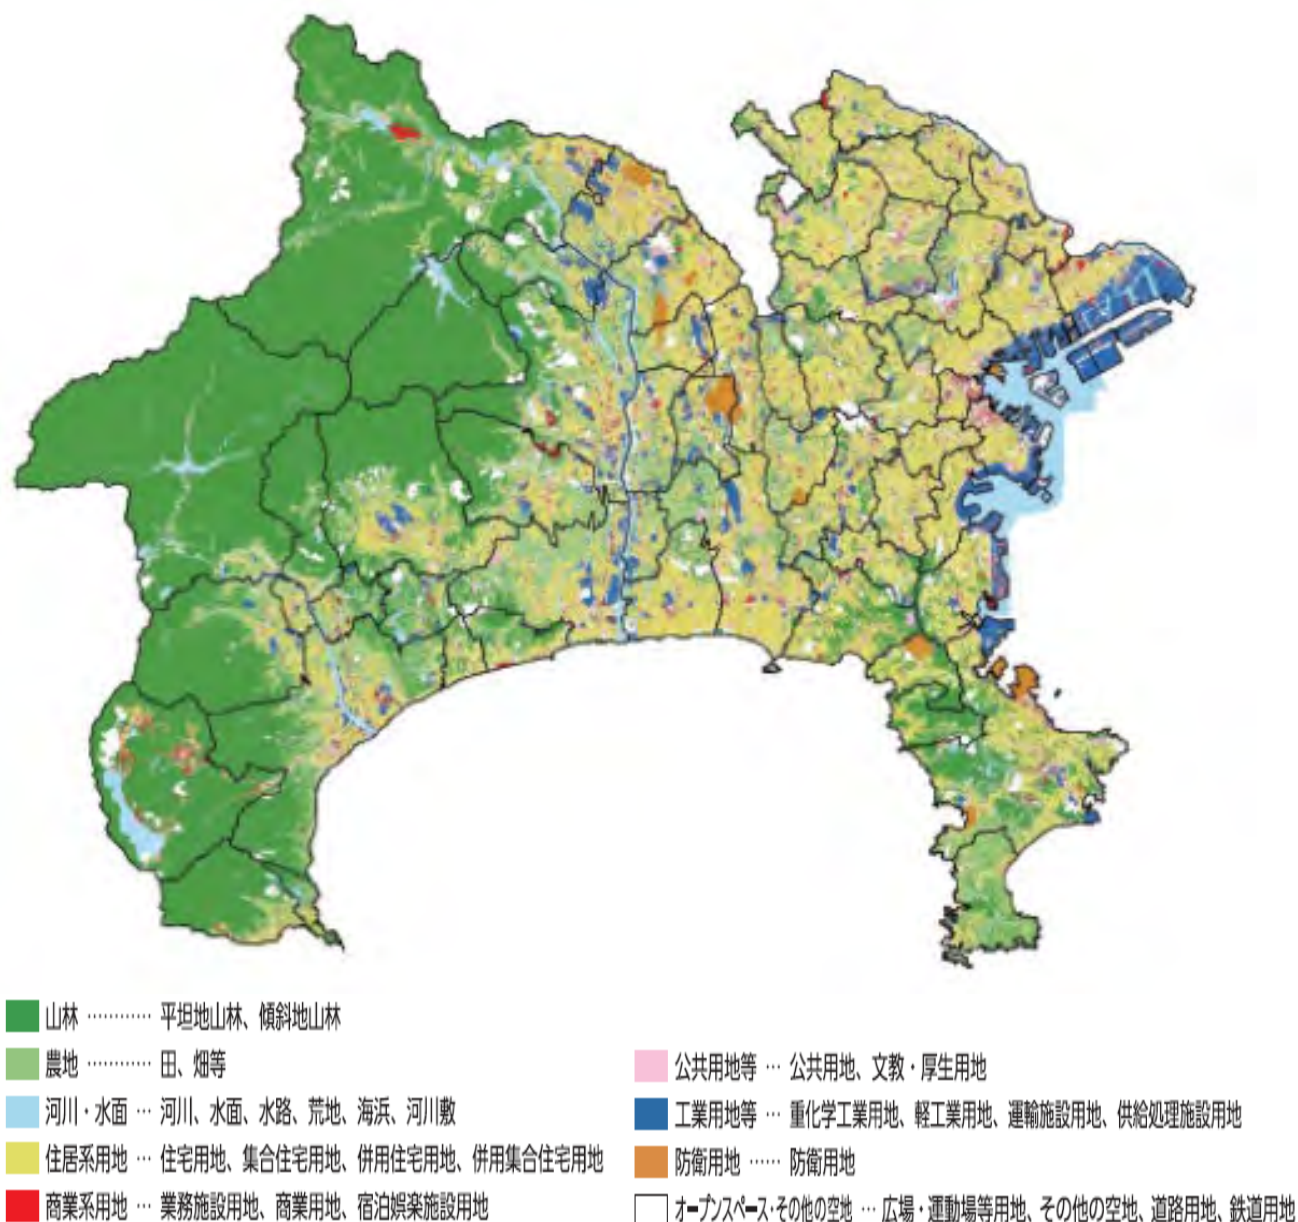 山林 ………… 平坦地山林、傾斜地山林
農地 ………… 田、畑等
河川・水面 … 河川、水面、水路、荒地、海浜、河川敷
住居系用地 … 住宅用地、集合住宅用地、併用住宅用地、併用集合住宅用地
商業系用地 … 業務施設用地、商業用地、宿泊娯楽施設用地
公共用地等 … 公共用地、文教・厚生用地
工業用地等 … 重化学工業用地、軽工業用地、運輸施設用地、供給処理施設用地
防衛用地 …… 防衛用地
オープンスペース・その他の空地 … 広場・運動場等用地、その他の空地、道路用地、鉄道用地